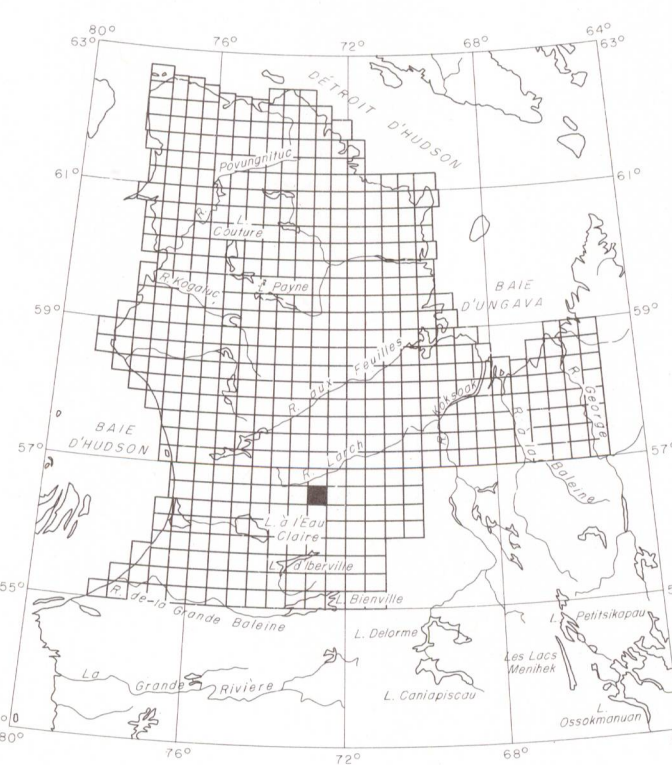 80°
76°
72°
68°
64°
63°
63°
DÉTROIT D'HUDSON
Povungnituc
R.
61°
61°
L.
Couture
R. Kogaluc
L. Payne
BAIE
D'UNGAVA
59°
59°
R. aux Feuilles
Koksoak
R. à la Baleine
R. George
BAIE
D'HUDSON
57°
57°
R. Larch
L. à l'Eau
Claire
L. d'Iberville
55°
55°
R. de la Grande Baleine
L. Bienville
L. Delorme
L. Petitsikapau
Les Lacs
Menihek
La Grande Rivière
L. Caniapiscau
L.
Ossokmanuan
80°
76°
72°
68°